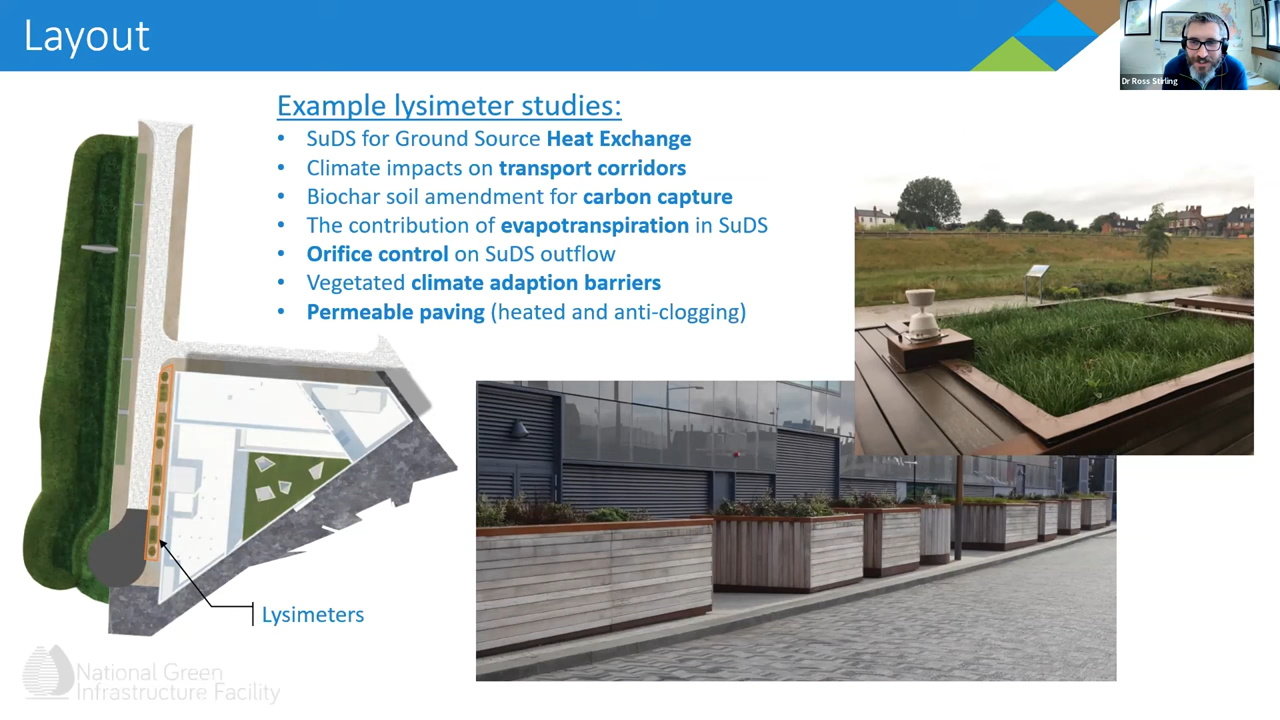 Layout
Dr Ross Stirling
Example lysimeter studies:
• SuDS for Ground Source Heat Exchange
• Climate impacts on transport corridors
• Biochar soil amendment for carbon capture
• The contribution of evapotranspiration in SuDS
• Orifice control on SuDS outflow
• Vegetated climate adaption barriers
• Permeable paving (heated and anti-clogging)
Lysimeters
National Green
Infrastructure Facility